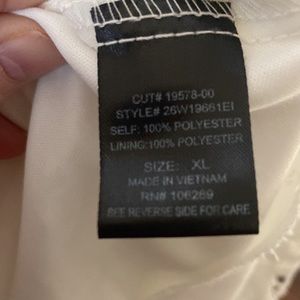 CUT# 19578-00
STYLE# 26W19661EI
SELF: 100% POLYESTER
LINING: 100% POLYESTER
SIZE: XL
MADE IN VIETNAM
RN# 106289
SEE REVERSE SIDE FOR CARE